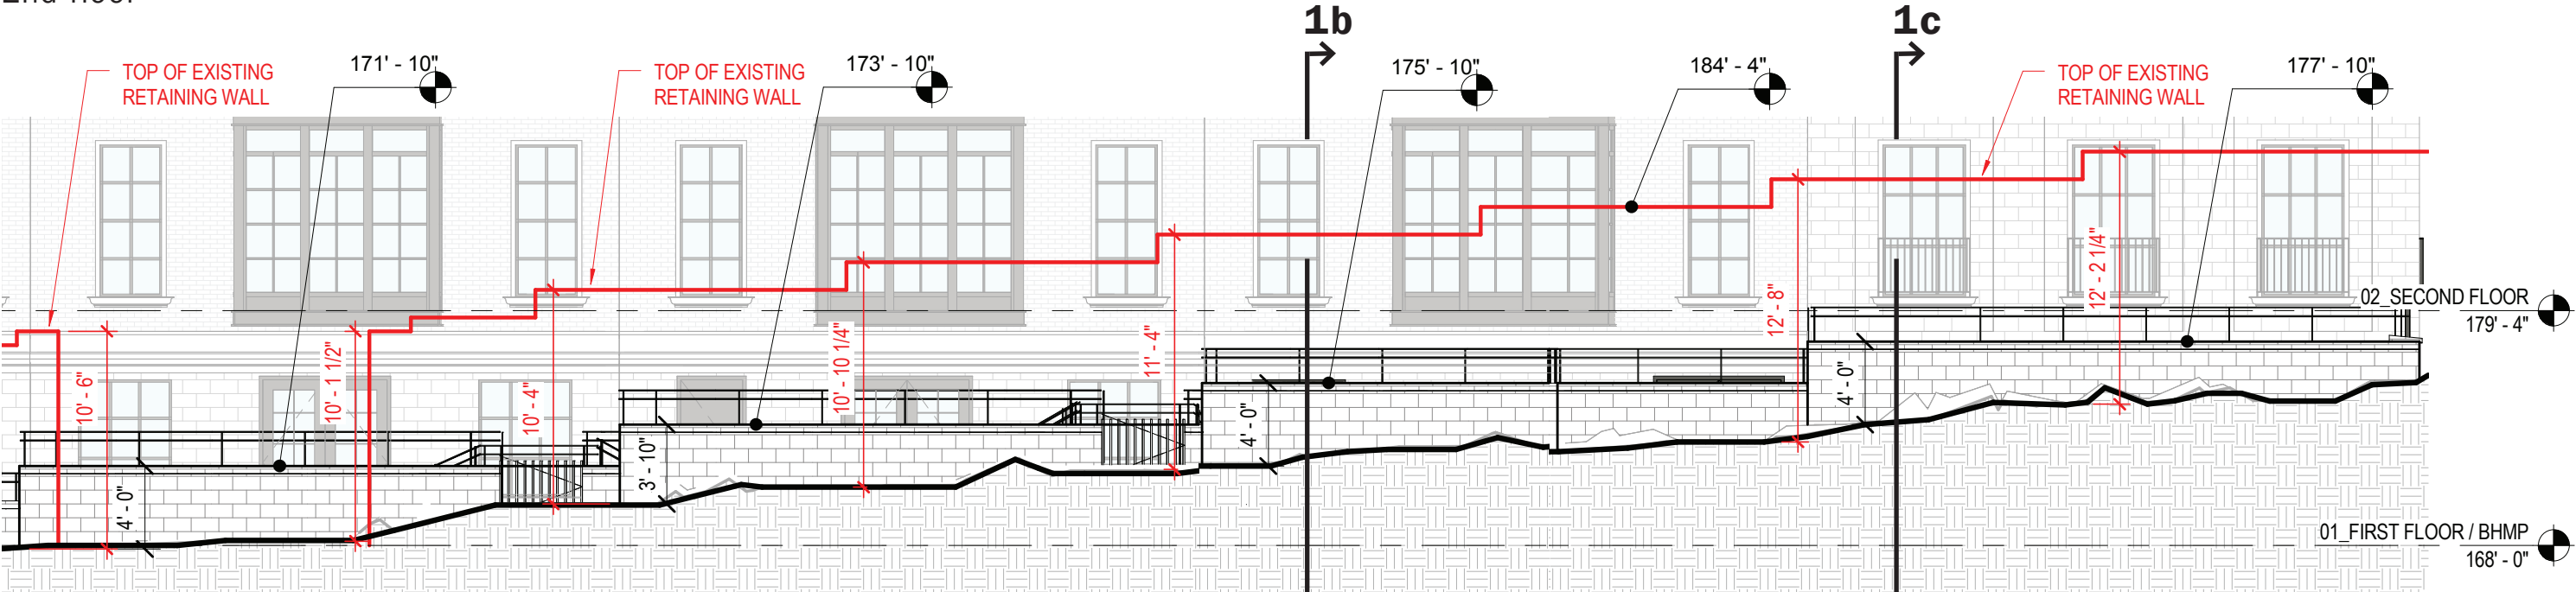 1b
1c
TOP OF EXISTING
RETAINING WALL
171' - 10"
TOP OF EXISTING
RETAINING WALL
173' - 10"
175' - 10"
184' - 4"
TOP OF EXISTING
RETAINING WALL
177' - 10"
10' - 6"
4' - 0"
10' - 1 1/2"
10' - 4"
3' - 10"
10' - 10 1/4"
11' - 4"
4' - 0"
12' - 8"
4' - 0"
12' - 2 1/4"
02_SECOND FLOOR
179' - 4"
01_FIRST FLOOR / BHMP
168' - 0"